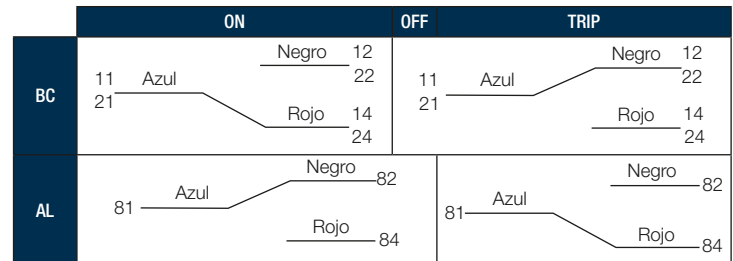 ON OFF TRIP
BC
Negro 12
11 Azul 22
21
Rojo 14
24
Negro 12
11 Azul 22
21
Rojo 14
24
AL
Negro 82
Azul
81
Rojo 84
Negro 82
Azul
81
Rojo 84